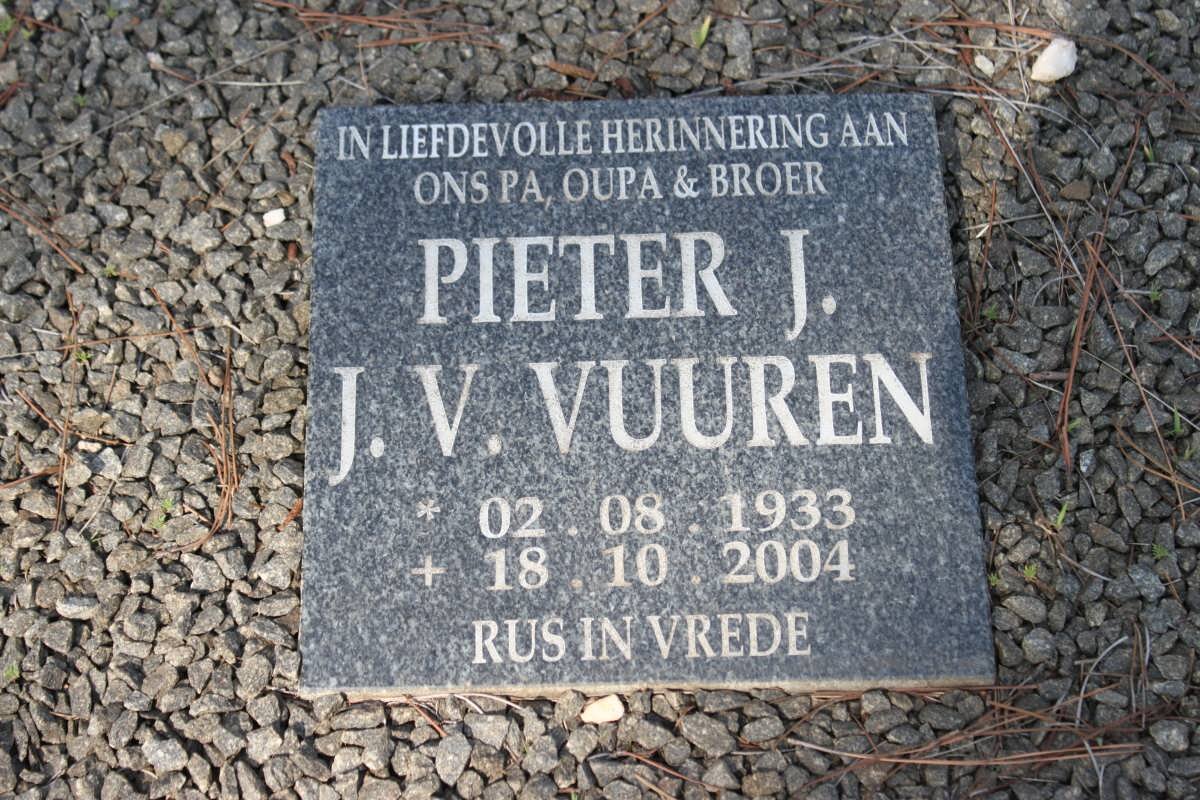 IN LIEFDEVOLLE HERINNERING AAN
ONS PA, OUPA & BROER
PIETER J.
J. V. VUUREN
* 02 . 08 . 1933
+ 18 . 10 . 2004
RUS IN VREDE